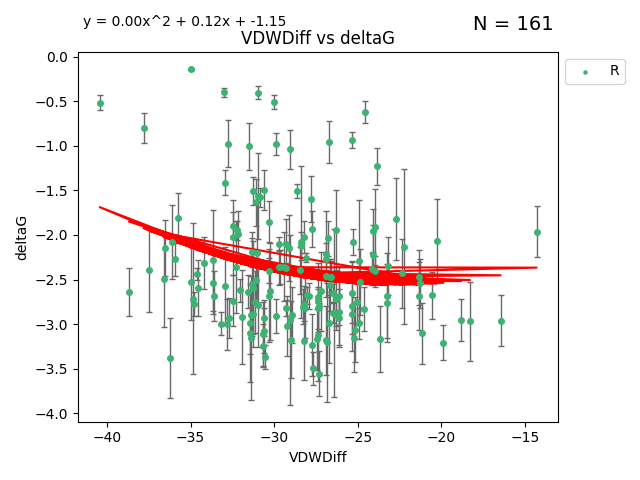 y = 0.00x^2 + 0.12x + -1.15
N = 161
VDWDiff vs deltaG
R
deltaG
0.0
−0.5
−1.0
−1.5
−2.0
−2.5
−3.0
−3.5
−4.0
−40 −35 −30 −25 −20 −15
VDWDiff